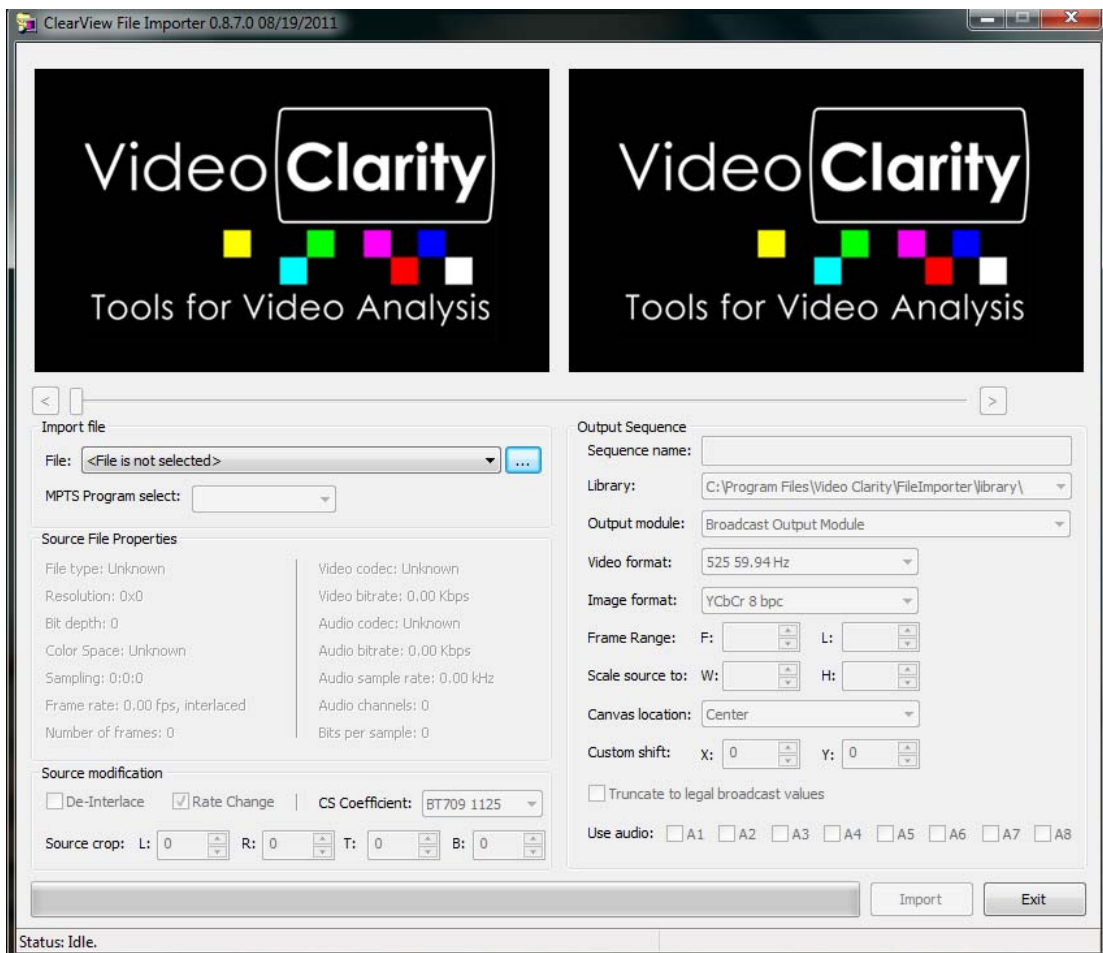 ClearView File Importer 0.8.7.0 08/19/2011
Video Clarity
Tools for Video Analysis
Video Clarity
Tools for Video Analysis
< >
Import file
File: <File is not selected> ...
MPTS Program select:
Source File Properties
File type: Unknown
Resolution: 0x0
Bit depth: 0
Color Space: Unknown
Sampling: 0:0:0
Frame rate: 0.00 fps, interlaced
Number of frames: 0
Video codec: Unknown
Video bitrate: 0.00 Kbps
Audio codec: Unknown
Audio bitrate: 0.00 Kbps
Audio sample rate: 0.00 kHz
Audio channels: 0
Bits per sample: 0
Source modification
De-Interlace Rate Change CS Coefficient: BT709 1125
Source crop: L: 0 R: 0 T: 0 B: 0
Output Sequence
Sequence name:
Library: C:\Program Files\Video Clarity\FileImporter\library\
Output module: Broadcast Output Module
Video format: 525 59.94 Hz
Image format: YCbCr 8 bpc
Frame Range: F: L:
Scale source to: W: H:
Canvas location: Center
Custom shift: X: 0 Y: 0
Truncate to legal broadcast values
Use audio: A1 A2 A3 A4 A5 A6 A7 A8
Import Exit
Status: Idle.